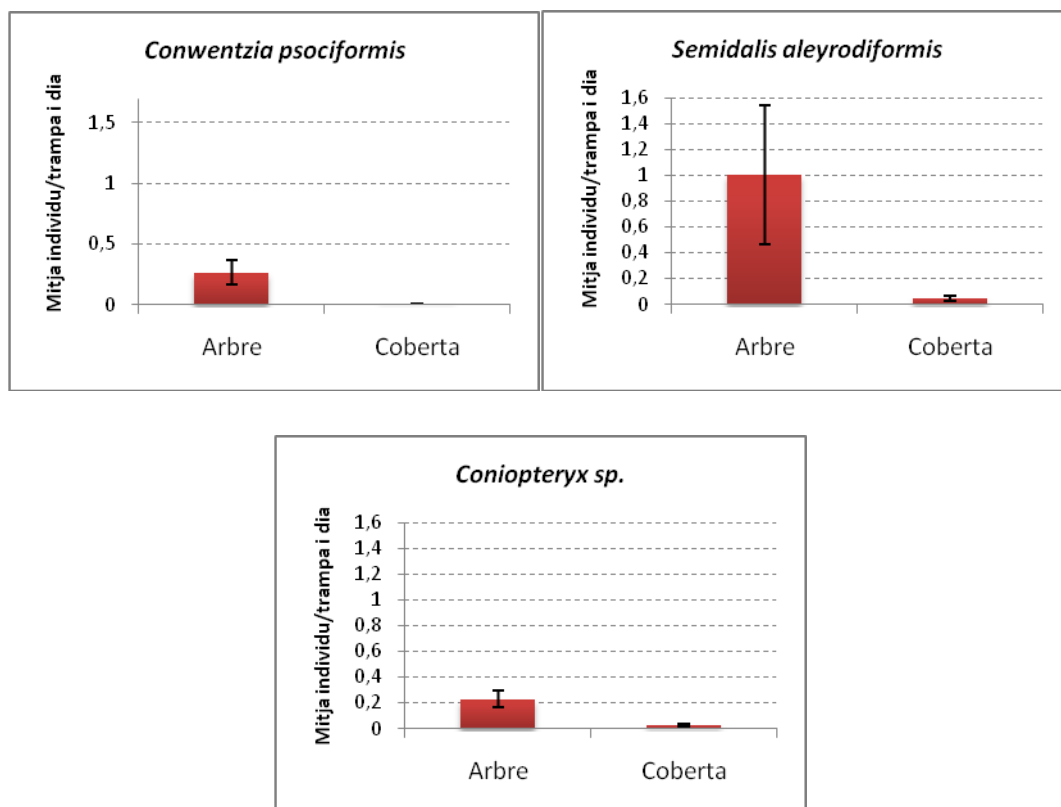 Conwentzia psociformis
Mitja individu/trampa i dia
1,5
1
0,5
0
Arbre Coberta
Semidalis aleyrodiformis
Mitja individu/trampa i dia
1,6
1,4
1,2
1
0,8
0,6
0,4
0,2
0
Arbre Coberta
Coniopteryx sp.
Mitja individu/trampa i dia
1,6
1,4
1,2
1
0,8
0,6
0,4
0,2
0
Arbre Coberta